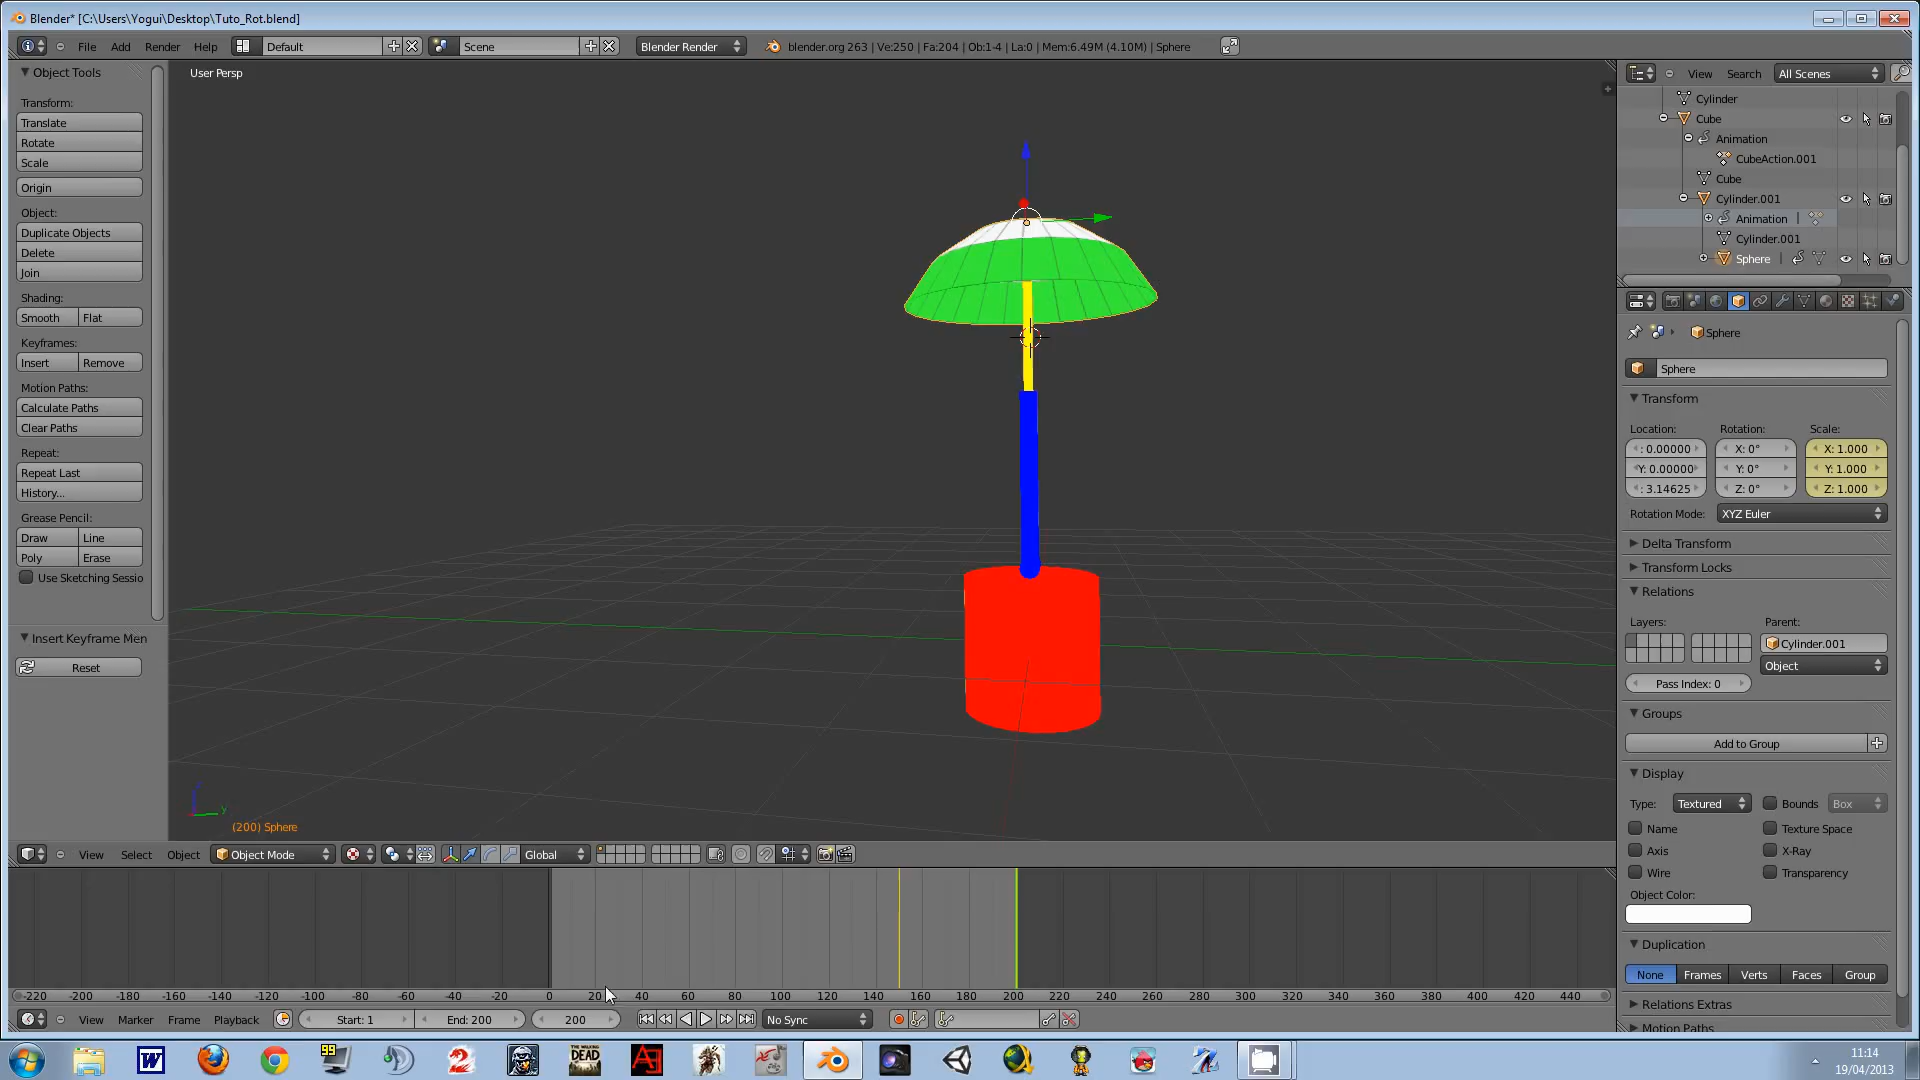 Blender* [C:\Users\Yogui\Desktop\Tuto_Rot.blend]
File Add Render Help Default Scene Blender Render blender.org 263 | Ve:250 | Fa:204 | Ob:1-4 | La:0 | Mem:6.49M (4.10M) | Sphere
Object Tools
Transform:
Translate
Rotate
Scale
Origin
Object:
Duplicate Objects
Delete
Join
Shading:
Smooth Flat
Keyframes:
Insert Remove
Motion Paths:
Calculate Paths
Clear Paths
Repeat:
Repeat Last
History...
Grease Pencil:
Draw Line
Poly Erase
Use Sketching Sessio
Insert Keyframe Men
Reset
User Persp
(200) Sphere
View Search All Scenes
Cylinder
Cube
Animation
CubeAction.001
Cube
Cylinder.001
Animation
Cylinder.001
Sphere
Sphere
Sphere
Transform
Location: Rotation: Scale:
: 0.00000 X: 0° X: 1.000
Y: 0.00000 Y: 0° Y: 1.000
: 3.14625 Z: 0° Z: 1.000
Rotation Mode: XYZ Euler
Delta Transform
Transform Locks
Relations
Layers: Parent:
Cylinder.001
Object
Pass Index: 0
Groups
Add to Group
Display
Type: Textured Bounds Box
Name Texture Space
Axis X-Ray
Wire Transparency
Object Color:
Duplication
None Frames Verts Faces Group
Relations Extras
Motion Paths
View Select Object Object Mode Global
-220 -200 -180 -160 -140 -120 -100 -80 -60 -40 -20 0 20 40 60 80 100 120 140 160 180 200 220 240 260 280 300 320 340 360 380 400 420 440
View Marker Frame Playback Start: 1 End: 200 200 No Sync
99
W
2
THE WALKING DEAD
11:14
19/04/2013